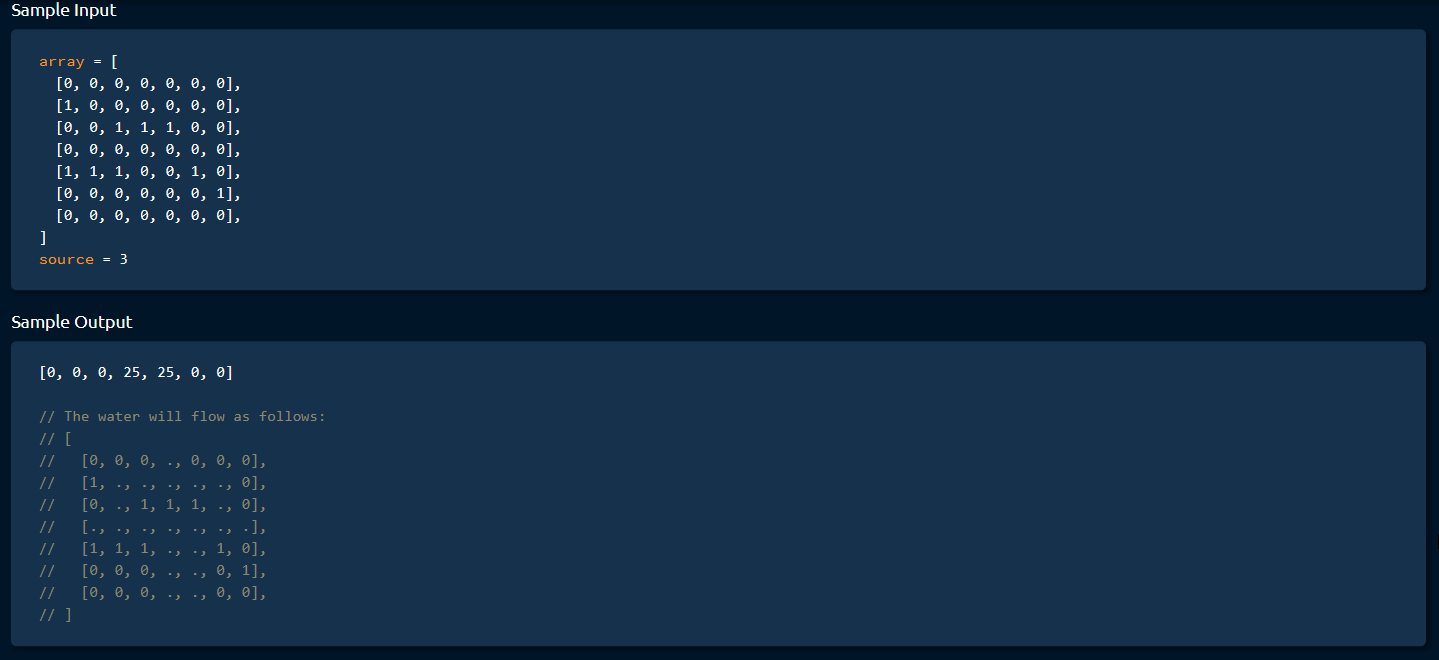 Sample Input
array = [
  [0, 0, 0, 0, 0, 0, 0],
  [1, 0, 0, 0, 0, 0, 0],
  [0, 0, 1, 1, 1, 0, 0],
  [0, 0, 0, 0, 0, 0, 0],
  [1, 1, 1, 0, 0, 1, 0],
  [0, 0, 0, 0, 0, 0, 1],
  [0, 0, 0, 0, 0, 0, 0],
]
source = 3
Sample Output
[0, 0, 0, 25, 25, 0, 0]
// The water will flow as follows:
// [
//   [0, 0, 0, ., 0, 0, 0],
//   [1, ., ., ., ., ., 0],
//   [0, ., 1, 1, 1, ., 0],
//   [., ., ., ., ., ., .],
//   [1, 1, 1, ., ., 1, 0],
//   [0, 0, 0, ., ., 0, 1],
//   [0, 0, 0, ., ., 0, 0],
// ]